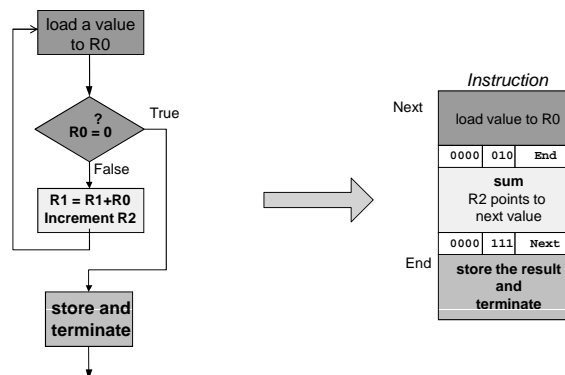 load a value
to R0
?
R0 = 0
True
False
R1 = R1+R0
Increment R2
store and
terminate
Instruction
Next
load value to R0
0000 010 End
sum
R2 points to
next value
0000 111 Next
End
store the result
and
terminate